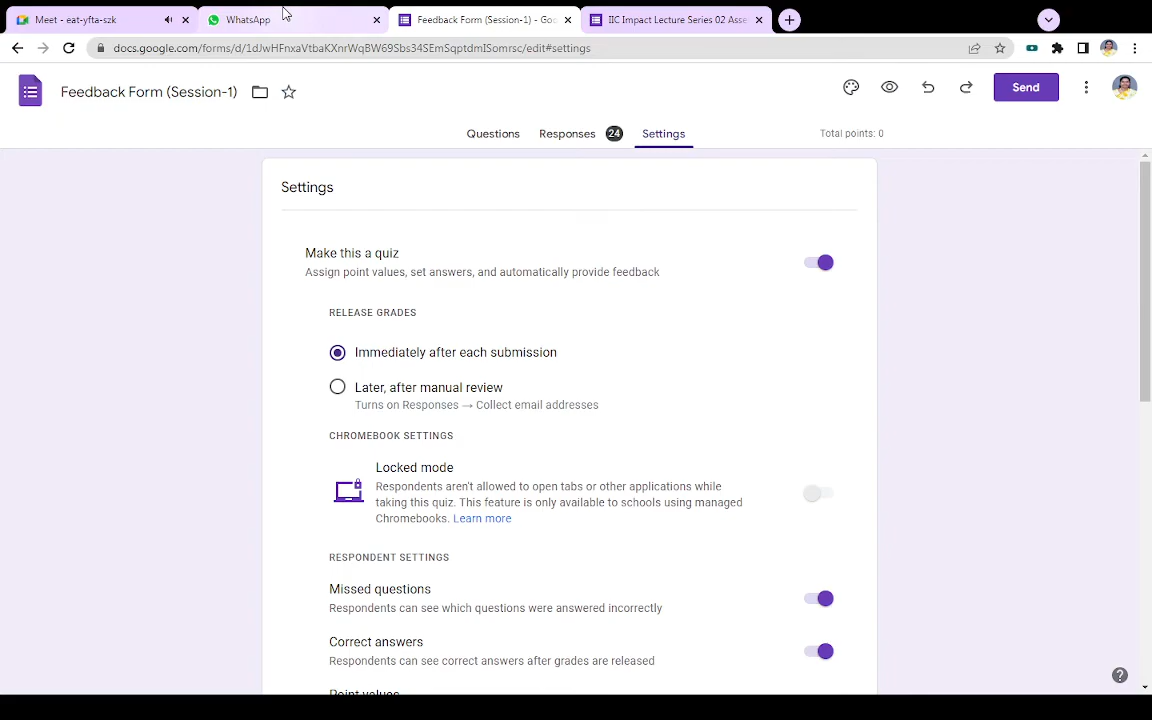 Meet - eat-yfta-szk
WhatsApp
Feedback Form (Session-1) - Goo
IIC Impact Lecture Series 02 Asse
docs.google.com/forms/d/1dJwHFnxaVtbaKXnrWqBW69Sbs34SEmSqptdmISomrsc/edit#settings
Feedback Form (Session-1)
Send
Questions
Responses 24
Settings
Total points: 0
Settings
Make this a quiz
Assign point values, set answers, and automatically provide feedback
RELEASE GRADES
Immediately after each submission
Later, after manual review
Turns on Responses → Collect email addresses
CHROMEBOOK SETTINGS
Locked mode
Respondents aren't allowed to open tabs or other applications while
taking this quiz. This feature is only available to schools using managed
Chromebooks. Learn more
RESPONDENT SETTINGS
Missed questions
Respondents can see which questions were answered incorrectly
Correct answers
Respondents can see correct answers after grades are released
Point values